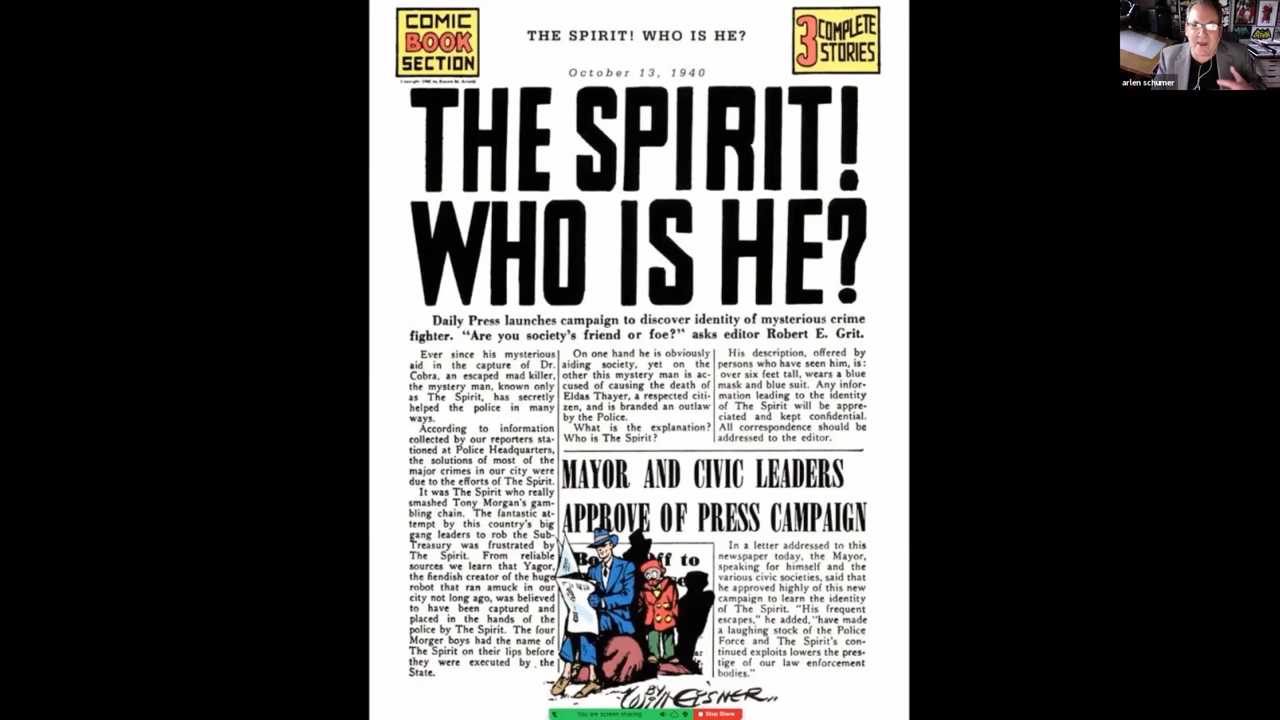 COMIC
BOOK
SECTION
THE SPIRIT! WHO IS HE?
October 13, 1940
3 COMPLETE
STORIES
arlen schumer
THE SPIRIT!
WHO IS HE?
Daily Press launches campaign to discover identity of mysterious crime
fighter. "Are you society's friend or foe?" asks editor Robert E. Grit.
Ever since his mysterious
aid in the capture of Dr.
Cobra, an escaped mad killer,
the mystery man, known only
as The Spirit, has secretly
helped the police in many
ways.
According to information
collected by our reporters sta-
tioned at Police Headquarters,
the solutions of most of the
major crimes in our city were
due to the efforts of The Spirit.
It was The Spirit who really
smashed Tony Morgan's gam-
bling chain. The fantastic at-
tempt by this country's big
gang leaders to rob the Sub-
Treasury was frustrated by
The Spirit. From reliable
sources we learn that Yagor,
the fiendish creator of the huge
robot that ran amuck in our
city not long ago, was believed
to have been captured and
placed in the hands of the
police by The Spirit. The four
Morger boys had the name of
The Spirit on their lips before
they were executed by the
State.
On one hand he is obviously
aiding society, yet on the
other this mystery man is ac-
cused of causing the death of
Eldas Thayer, a respected citi-
zen, and is branded an outlaw
by the Police.
What is the explanation?
Who is The Spirit?
His description, offered by
persons who have seen him, is:
over six feet tall, wears a blue
mask and blue suit. Any infor-
mation leading to the identity
of The Spirit will be appre-
ciated and kept confidential.
All correspondence should be
addressed to the editor.
MAYOR AND CIVIC LEADERS
APPROVE OF PRESS CAMPAIGN
In a letter addressed to this
newspaper today, the Mayor,
speaking for himself and the
various civic societies, said that
he approved highly of this new
campaign to learn the identity
of The Spirit. "His frequent
escapes," he added, "have made
a laughing stock of the Police
Force and The Spirit's con-
tinued exploits lowers the pres-
tige of our law enforcement
bodies."
BY
Will EISNER
You are screen sharing
Stop Share